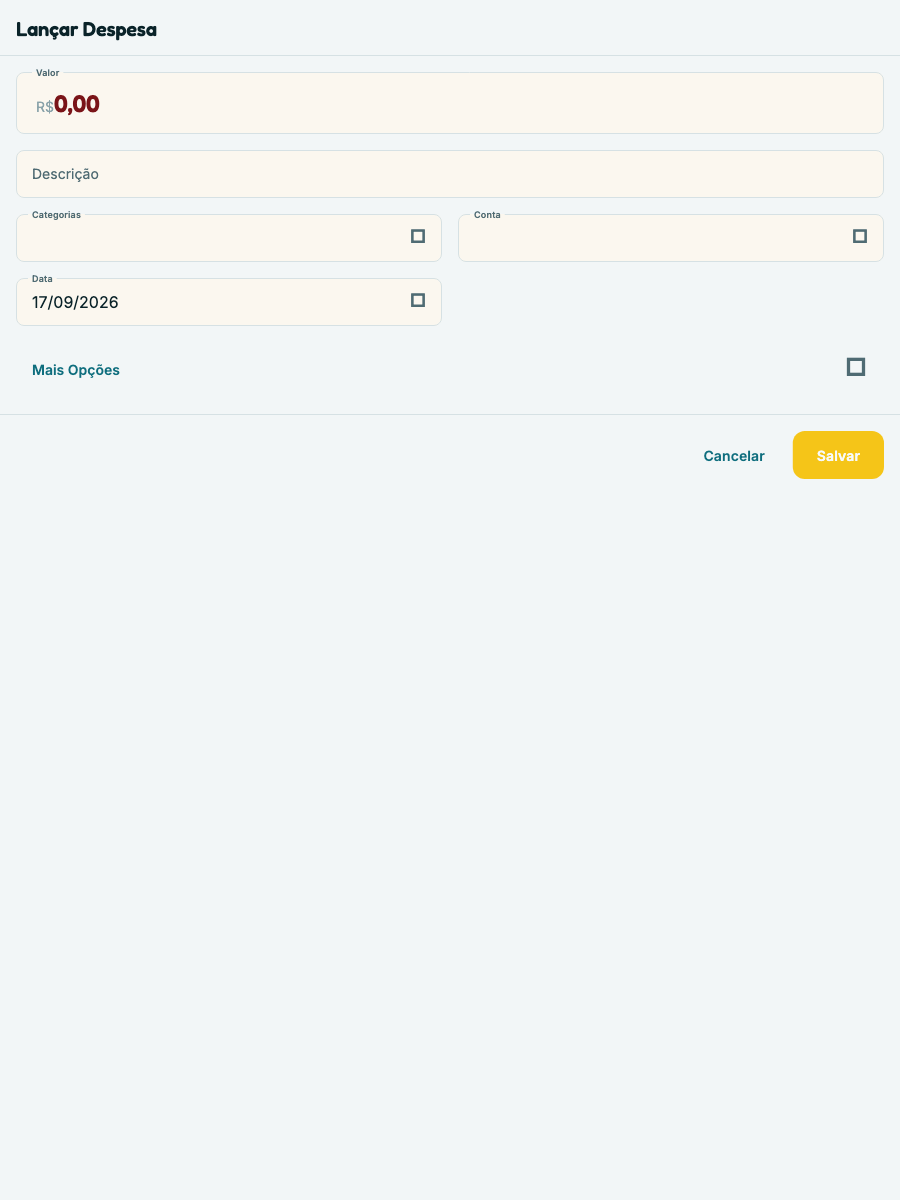 Lançar Despesa
Valor
R$0,00
Descrição
Categorias
Conta
Data
17/09/2026
Mais Opções
Cancelar
Salvar